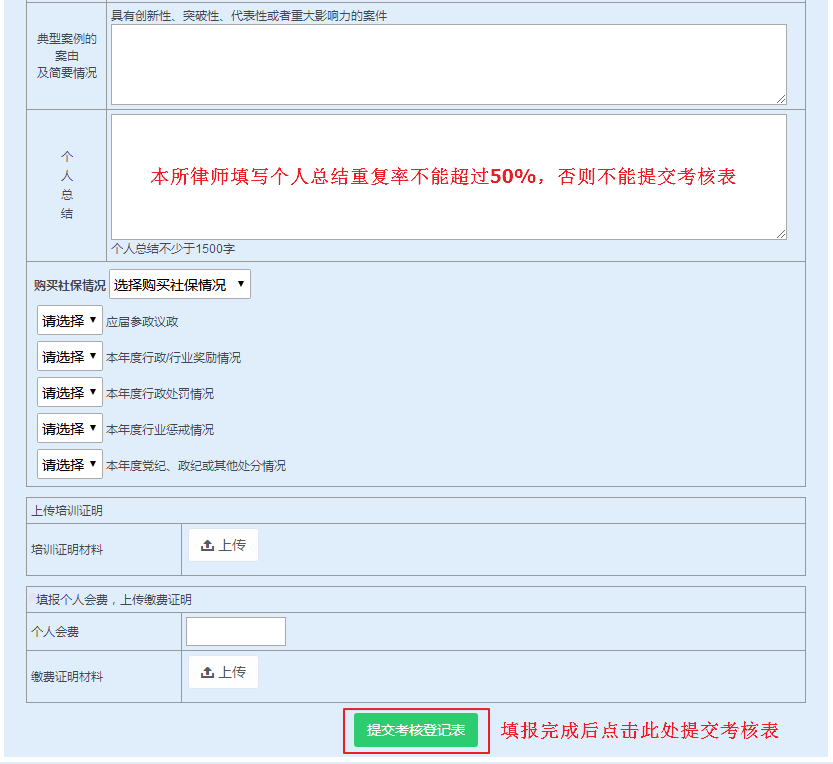 具有创新性、突破性、代表性或者重大影响力的案件
典型案例的
案由
及简要情况
个
人
总
结
本所律师填写个人总结重复率不能超过50%，否则不能提交考核表
个人总结不少于1500字
购买社保情况 选择购买社保情况
请选择 应届参政议政
请选择 本年度行政/行业奖励情况
请选择 本年度行政处罚情况
请选择 本年度行业惩戒情况
请选择 本年度党纪、政纪或其他处分情况
上传培训证明
培训证明材料 上传
填报个人会费，上传缴费证明
个人会费
缴费证明材料 上传
提交考核登记表 填报完成后点击此处提交考核表